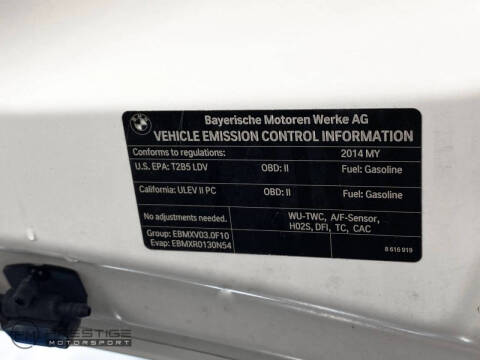 BMW
Bayerische Motoren Werke AG
VEHICLE EMISSION CONTROL INFORMATION
Conforms to regulations: 2014 MY
U.S. EPA: T2B5 LDV OBD: II Fuel: Gasoline
California: ULEV II PC OBD: II Fuel: Gasoline
No adjustments needed. WU-TWC, A/F-Sensor,
HO2S, DFI, TC, CAC
Group: EBMXV03.0F10
Evap: EBMXR0130N54
8 616 919
PRESTIGE
MOTORSPORT